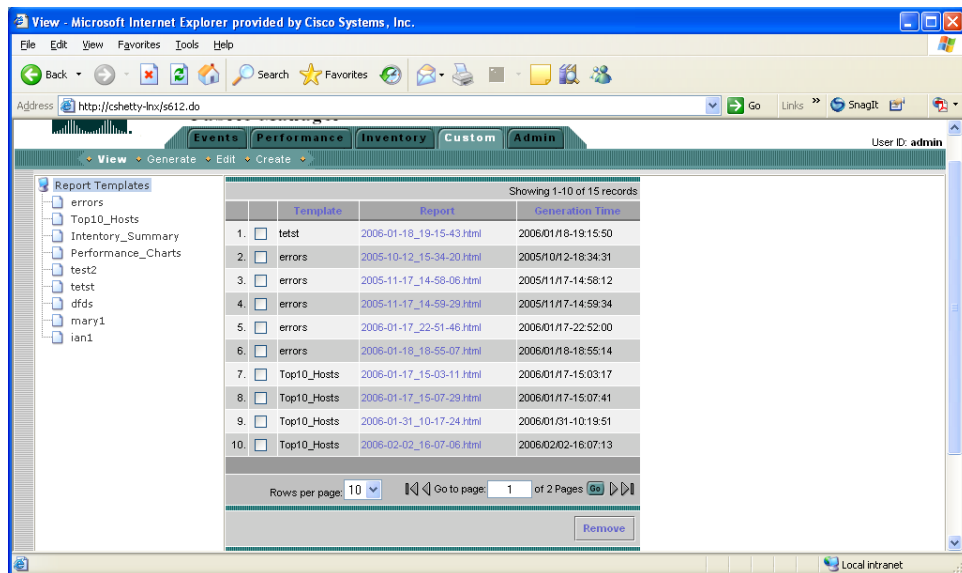 View - Microsoft Internet Explorer provided by Cisco Systems, Inc.
File Edit View Favorites Tools Help
Back Search Favorites
Address http://cshetty-lnx/s612.do Go Links » SnagIt
Events Performance Inventory Custom Admin
User ID: admin
View Generate Edit Create
Report Templates
errors
Top10_Hosts
Intentory_Summary
Performance_Charts
test2
tetst
dfds
mary1
ian1
Showing 1-10 of 15 records
Template Report Generation Time
1. tetst 2006-01-18_19-15-43.html 2006/01/18-19:15:50
2. errors 2005-10-12_15-34-20.html 2005/10/12-18:34:31
3. errors 2005-11-17_14-58-06.html 2005/11/17-14:58:12
4. errors 2005-11-17_14-59-29.html 2005/11/17-14:59:34
5. errors 2006-01-17_22-51-46.html 2006/01/17-22:52:00
6. errors 2006-01-18_18-55-07.html 2006/01/18-18:55:14
7. Top10_Hosts 2006-01-17_15-03-11.html 2006/01/17-15:03:17
8. Top10_Hosts 2006-01-17_15-07-29.html 2006/01/17-15:07:41
9. Top10_Hosts 2006-01-31_10-17-24.html 2006/01/31-10:19:51
10. Top10_Hosts 2006-02-02_16-07-06.html 2006/02/02-16:07:13
Rows per page: 10 Go to page: 1 of 2 Pages Go
Remove
Local intranet